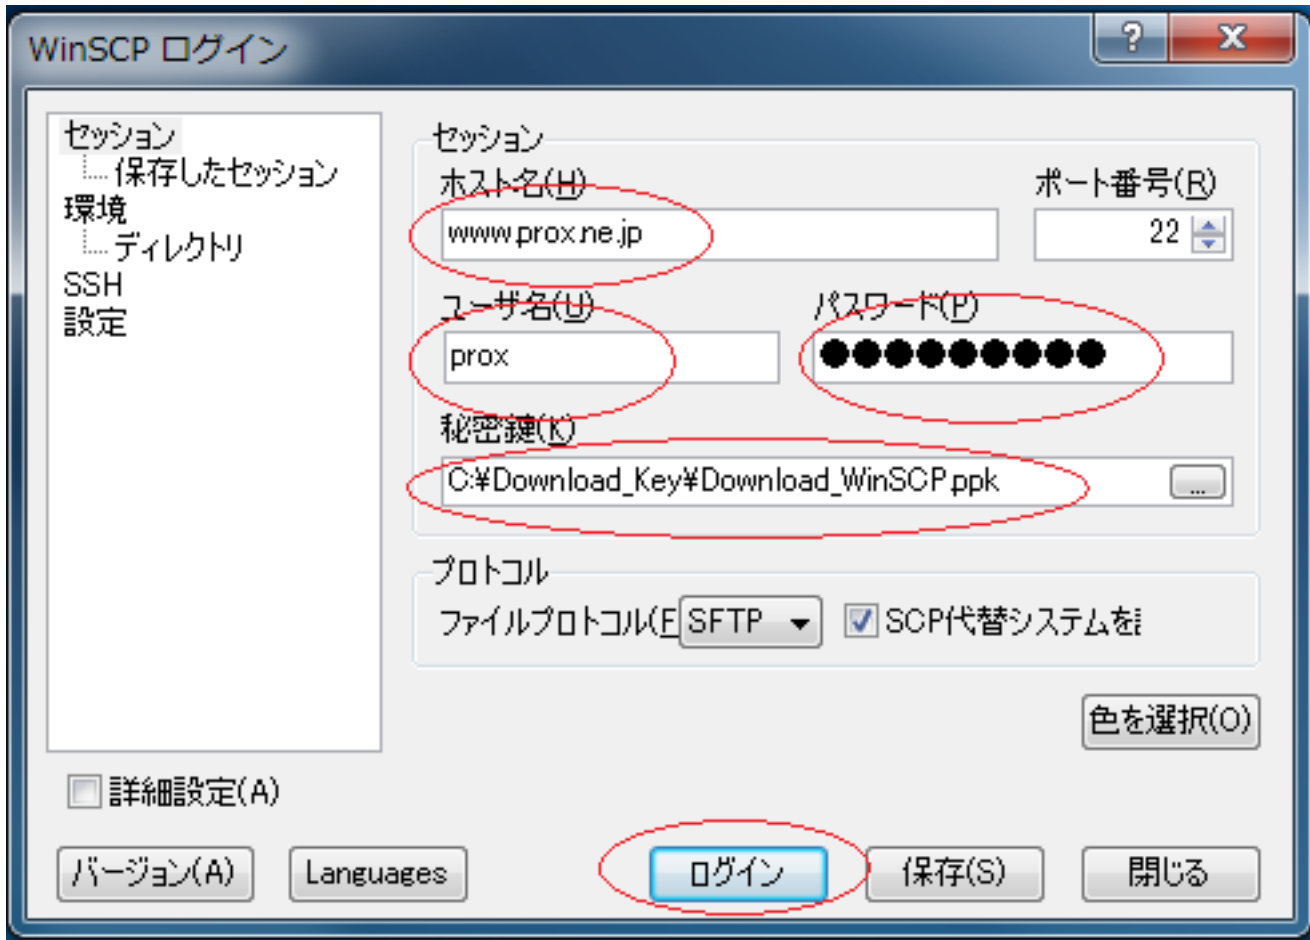 WinSCP ログイン
セッション
保存したセッション
環境
ディレクトリ
SSH
設定
セッション
ホスト名(H) ポート番号(R)
www.prox.ne.jp 22
ユーザ名(U) パスワード(P)
prox ●●●●●●●●●
秘密鍵(K)
C:¥Download_Key¥Download_WinSCP.ppk ...
プロトコル
ファイルプロトコル(F SFTP SCP代替システムを
色を選択(O)
詳細設定(A)
バージョン(A) Languages ログイン 保存(S) 閉じる